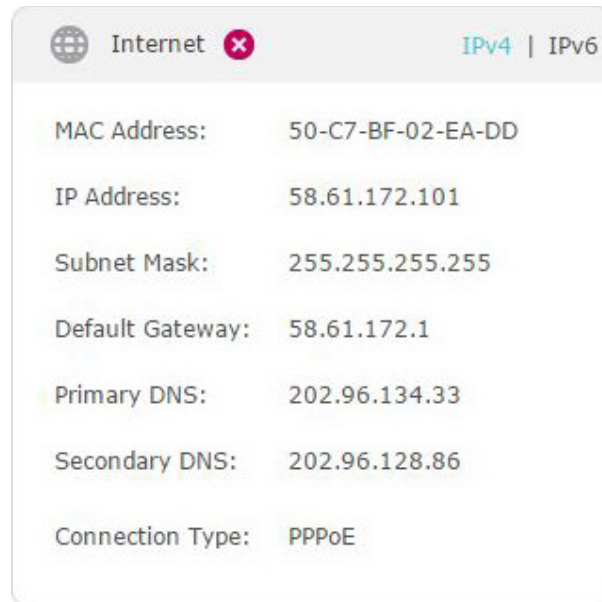 Internet IPv4 | IPv6
MAC Address: 50-C7-BF-02-EA-DD
IP Address: 58.61.172.101
Subnet Mask: 255.255.255.255
Default Gateway: 58.61.172.1
Primary DNS: 202.96.134.33
Secondary DNS: 202.96.128.86
Connection Type: PPPoE